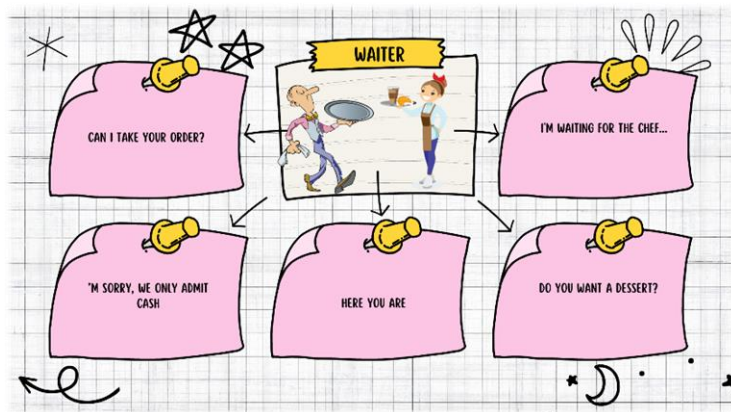 WAITER
CAN I TAKE YOUR ORDER?
I'M WAITING FOR THE CHEF...
"M SORRY, WE ONLY ADMIT
CASH
HERE YOU ARE
DO YOU WANT A DESSERT?